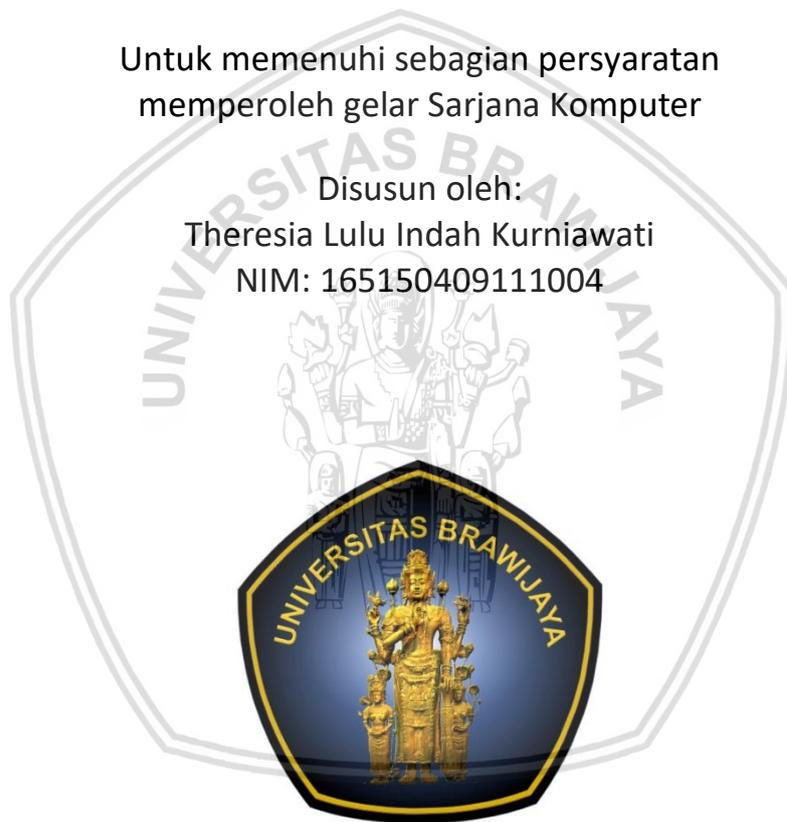 Untuk memenuhi sebagian persyaratan
memperoleh gelar Sarjana Komputer
Disusun oleh:
Theresia Lulu Indah Kurniawati
NIM: 165150409111004
UNIVERSITAS BRAWIJAYA
UNIVERSITAS BRAWIJAYA